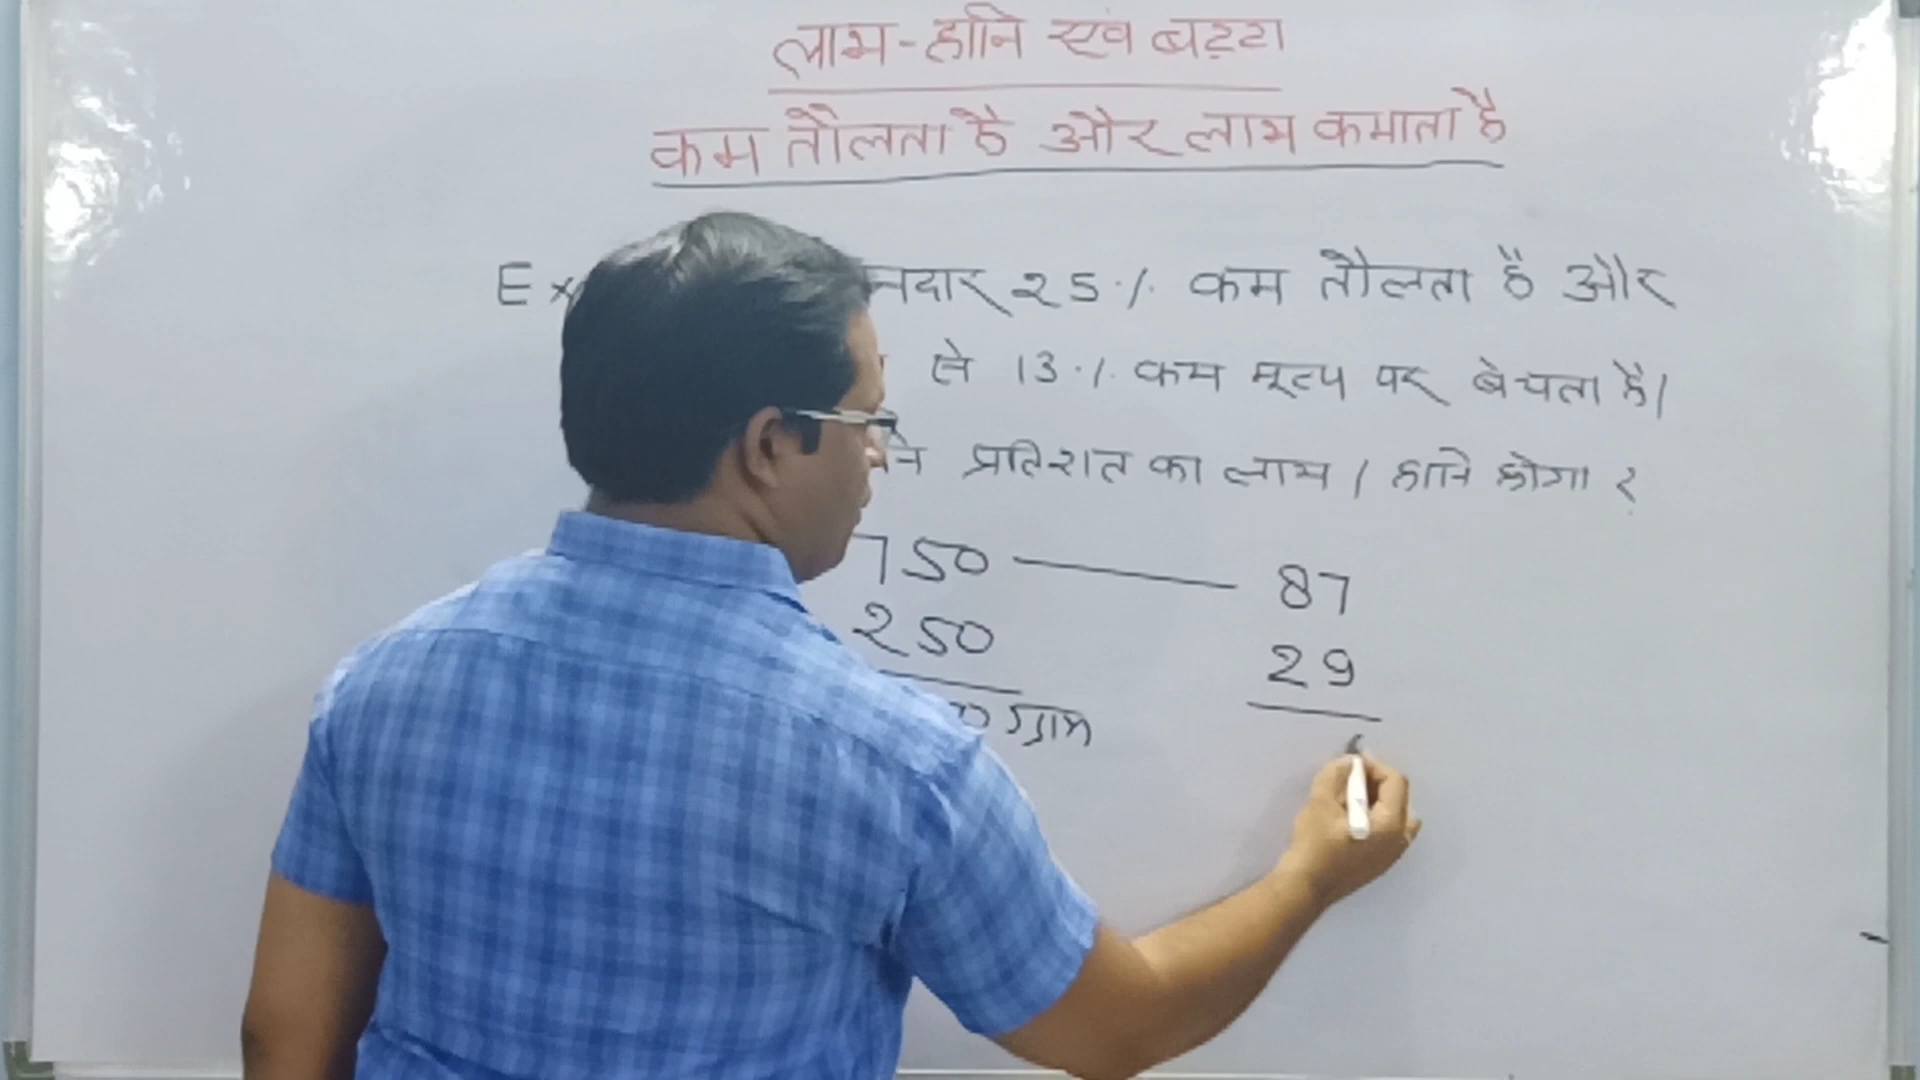 लाभ-हानि एवं बट्टा
कम तौलता है और लाभ कमाता है
Ex 25·/. कम तौलता है और
से 13·/. कम मूल्य पर बेचता है।
प्रतिशत का लाभ / हानि होगा ?
750 — 87
250 29
ग्राम